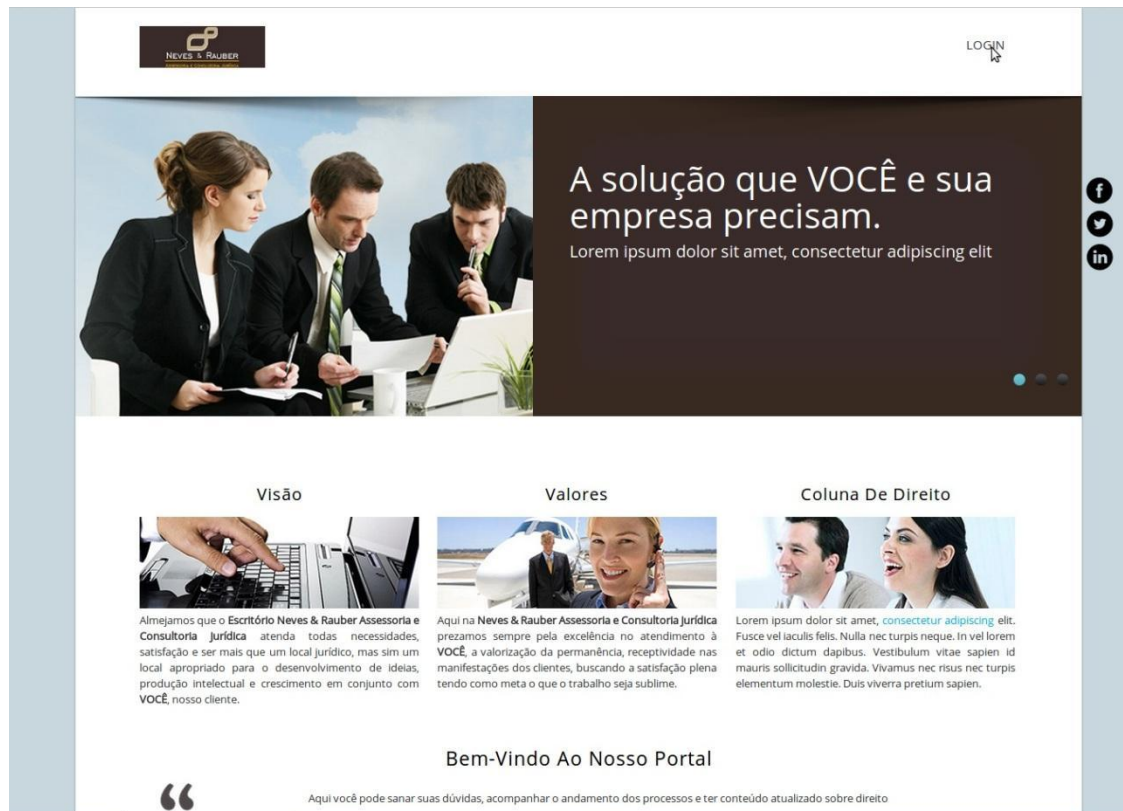 NEVES & RAUBER
ASSESSORIA E CONSULTORIA JURÍDICA
LOGIN
A solução que VOCÊ e sua
empresa precisam.
Lorem ipsum dolor sit amet, consectetur adipiscing elit
Visão
Almejamos que o Escritório Neves & Rauber Assessoria e
Consultoria Jurídica atenda todas necessidades,
satisfação e ser mais que um local jurídico, mas sim um
local apropriado para o desenvolvimento de ideias,
produção intelectual e crescimento em conjunto com
VOCÊ, nosso cliente.
Valores
Aqui na Neves & Rauber Assessoria e Consultoria Jurídica
prezamos sempre pela excelência no atendimento à
VOCÊ, a valorização da permanência, receptividade nas
manifestações dos clientes, buscando a satisfação plena
tendo como meta o que o trabalho seja sublime.
Coluna De Direito
Lorem ipsum dolor sit amet, consectetur adipiscing elit.
Fusce vel iaculis felis. Nulla nec turpis neque. In vel lorem
et odio dictum dapibus. Vestibulum vitae sapien id
mauris sollicitudin gravida. Vivamus nec risus nec turpis
elementum molestie. Duis viverra pretium sapien.
Bem-Vindo Ao Nosso Portal
Aqui você pode sanar suas dúvidas, acompanhar o andamento dos processos e ter conteúdo atualizado sobre direito